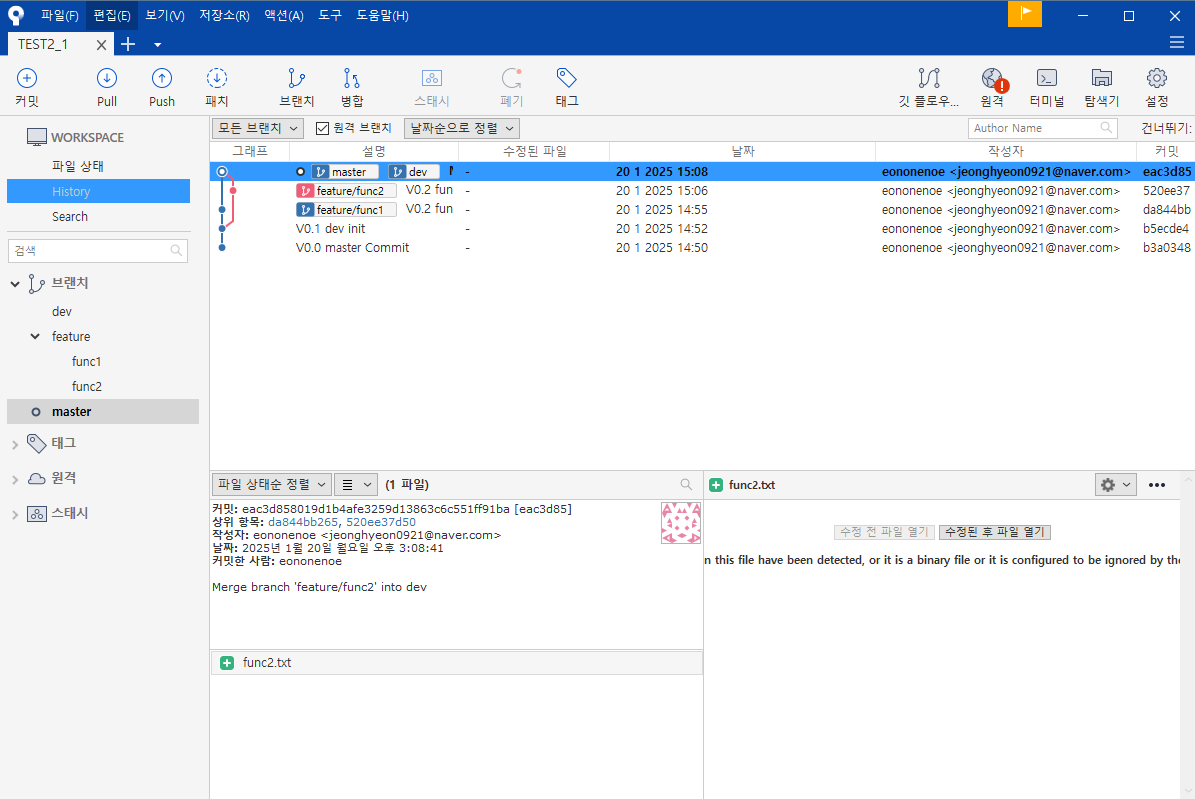 파일(F) 편집(E) 보기(V) 저장소(R) 액션(A) 도구 도움말(H)
TEST2_1
커밋 Pull Push 패치 브랜치 병합 스태시 폐기 태그 깃 플로우... 원격 터미널 탐색기 설정
WORKSPACE
파일 상태
History
Search
검색
브랜치
dev
feature
func1
func2
master
태그
원격
스태시
모든 브랜치 원격 브랜치 날짜순으로 정렬 Author Name 건너뛰기:
그래프 설명 수정된 파일 날짜 작성자 커밋
master dev - 20 1 2025 15:08 eononenoe <jeonghyeon0921@naver.com> eac3d85
feature/func2 V0.2 fun - 20 1 2025 15:06 eononenoe <jeonghyeon0921@naver.com> 520ee37
feature/func1 V0.2 fun - 20 1 2025 14:55 eononenoe <jeonghyeon0921@naver.com> da844bb
V0.1 dev init - 20 1 2025 14:52 eononenoe <jeonghyeon0921@naver.com> b5ecde4
V0.0 master Commit - 20 1 2025 14:50 eononenoe <jeonghyeon0921@naver.com> b3a0348
파일 상태순 정렬 (1 파일)
커밋: eac3d858019d1b4afe3259d13863c6c551ff91ba [eac3d85]
상위 항목: da844bb265, 520ee37d50
작성자: eononenoe <jeonghyeon0921@naver.com>
날짜: 2025년 1월 20일 월요일 오후 3:08:41
커밋한 사람: eononenoe
Merge branch 'feature/func2' into dev
func2.txt
func2.txt
수정 전 파일 열기 수정된 후 파일 열기
n this file have been detected, or it is a binary file or it is configured to be ignored by the